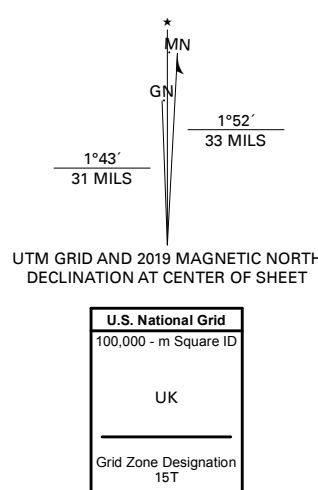 MN
GN
1°52´
33 MILS
1°43´
31 MILS
UTM GRID AND 2019 MAGNETIC NORTH
DECLINATION AT CENTER OF SHEET
U.S. National Grid
100,000 - m Square ID
UK
Grid Zone Designation
15T